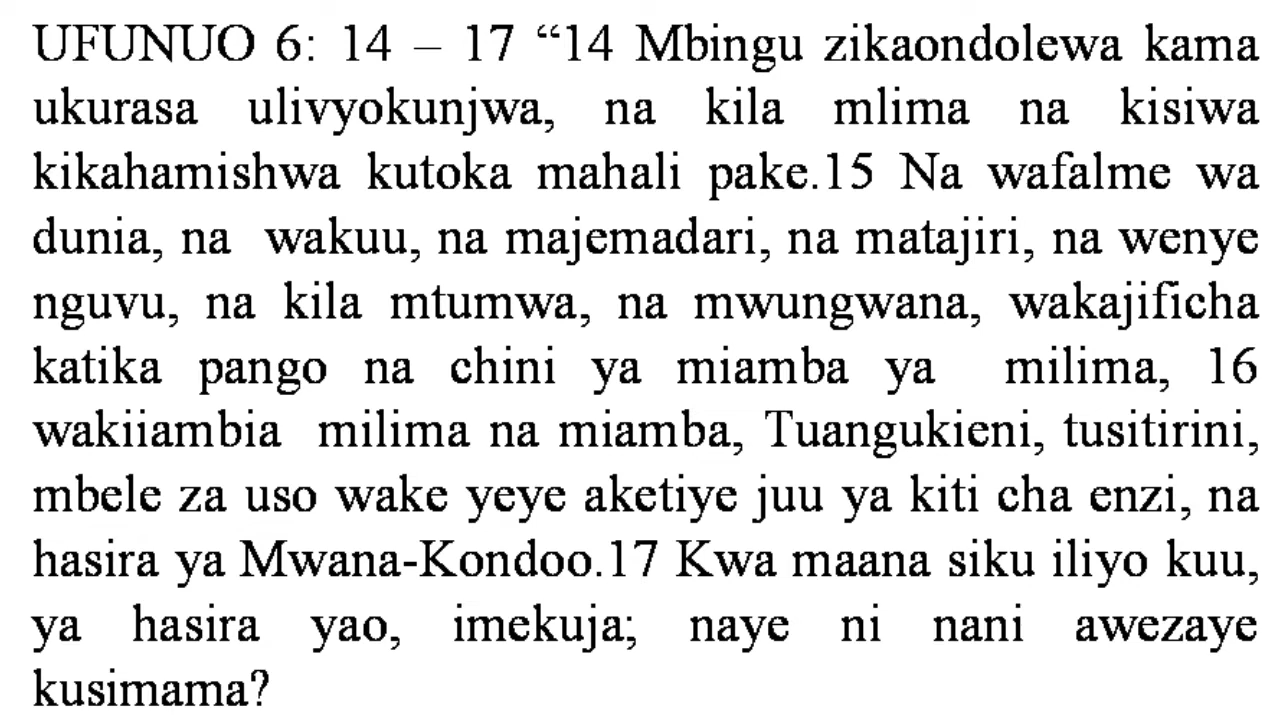 UFUNUO 6: 14 – 17 “14 Mbingu zikaondolewa kama
ukurasa ulivyokunjwa, na kila mlima na kisiwa
kikahamishwa kutoka mahali pake.15 Na wafalme wa
dunia, na wakuu, na majemadari, na matajiri, na wenye
nguvu, na kila mtumwa, na mwungwana, wakajificha
katika pango na chini ya miamba ya milima, 16
wakiiambia milima na miamba, Tuangukieni, tusitirini,
mbele za uso wake yeye aketiye juu ya kiti cha enzi, na
hasira ya Mwana-Kondoo.17 Kwa maana siku iliyo kuu,
ya hasira yao, imekuja; naye ni nani awezaye
kusimama?